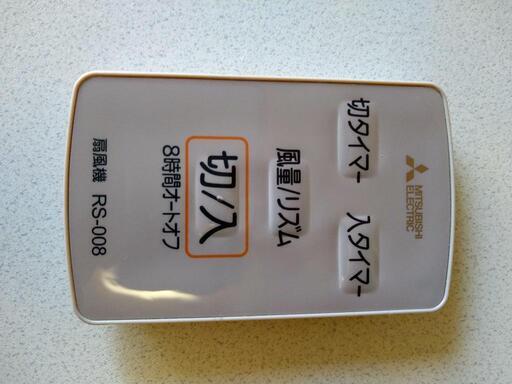 MITSUBISHI
ELECTRIC
切タイマー 入タイマー
風量/リズム
切/入
8時間オートオフ
扇風機 RS-008